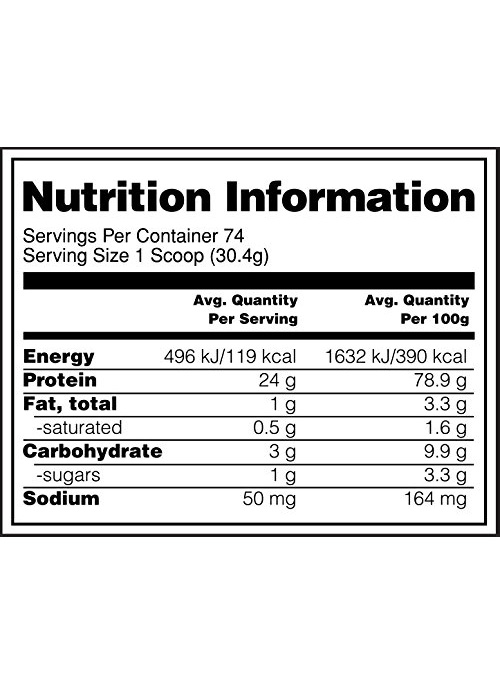 Nutrition Information
Servings Per Container 74
Serving Size 1 Scoop (30.4g)
Avg. Quantity Per Serving Avg. Quantity Per 100g
Energy 496 kJ/119 kcal 1632 kJ/390 kcal
Protein 24 g 78.9 g
Fat, total 1 g 3.3 g
-saturated 0.5 g 1.6 g
Carbohydrate 3 g 9.9 g
-sugars 1 g 3.3 g
Sodium 50 mg 164 mg